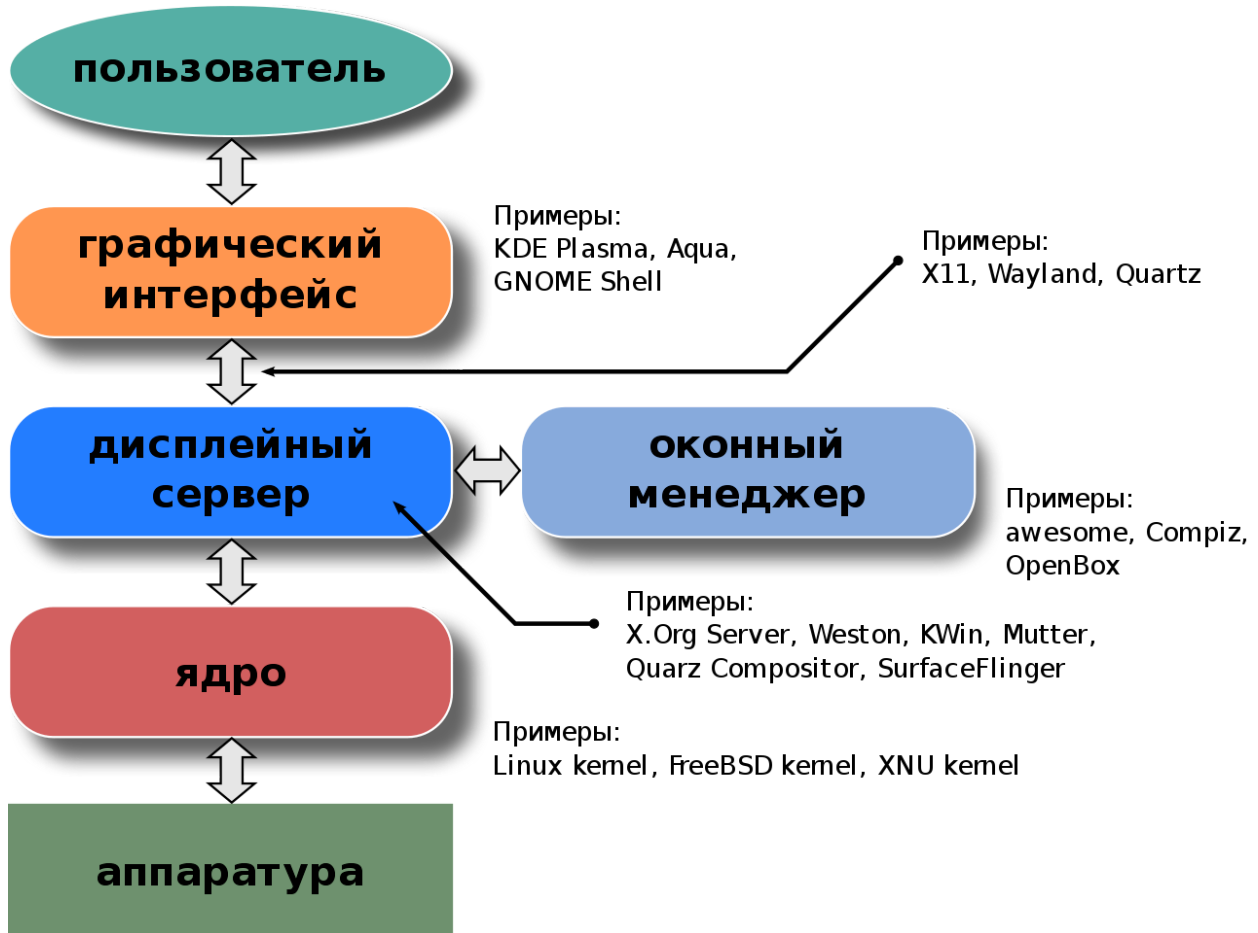 пользователь
графический
интерфейс
Примеры:
KDE Plasma, Aqua,
GNOME Shell
Примеры:
X11, Wayland, Quartz
дисплейный
сервер
оконный
менеджер
Примеры:
awesome, Compiz,
OpenBox
Примеры:
X.Org Server, Weston, KWin, Mutter,
Quarz Compositor, SurfaceFlinger
ядро
Примеры:
Linux kernel, FreeBSD kernel, XNU kernel
аппаратура